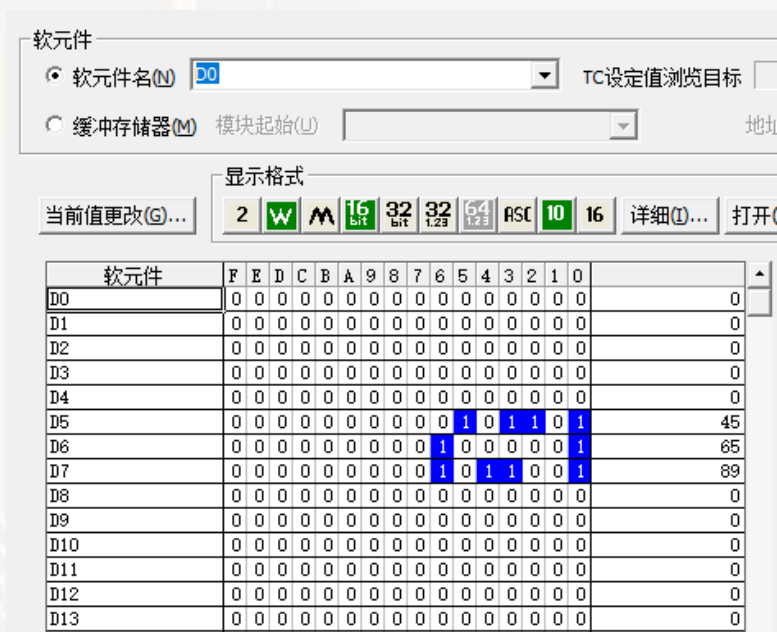 软元件
软元件名(N) D0 TC设定值浏览目标
缓冲存储器(M) 模块起始(U) 地址
显示格式
当前值更改(G)... 2 W M 16 bit 32 bit 32 1.23 64 1.23 ASC 10 16 详细(I)... 打开(
软元件 F E D C B A 9 8 7 6 5 4 3 2 1 0
D0 0 0 0 0 0 0 0 0 0 0 0 0 0 0 0 0 0
D1 0 0 0 0 0 0 0 0 0 0 0 0 0 0 0 0 0
D2 0 0 0 0 0 0 0 0 0 0 0 0 0 0 0 0 0
D3 0 0 0 0 0 0 0 0 0 0 0 0 0 0 0 0 0
D4 0 0 0 0 0 0 0 0 0 0 0 0 0 0 0 0 0
D5 0 0 0 0 0 0 0 0 0 0 1 0 1 1 0 1 45
D6 0 0 0 0 0 0 0 0 0 1 0 0 0 0 0 1 65
D7 0 0 0 0 0 0 0 0 0 1 0 1 1 0 0 1 89
D8 0 0 0 0 0 0 0 0 0 0 0 0 0 0 0 0 0
D9 0 0 0 0 0 0 0 0 0 0 0 0 0 0 0 0 0
D10 0 0 0 0 0 0 0 0 0 0 0 0 0 0 0 0 0
D11 0 0 0 0 0 0 0 0 0 0 0 0 0 0 0 0 0
D12 0 0 0 0 0 0 0 0 0 0 0 0 0 0 0 0 0
D13 0 0 0 0 0 0 0 0 0 0 0 0 0 0 0 0 0